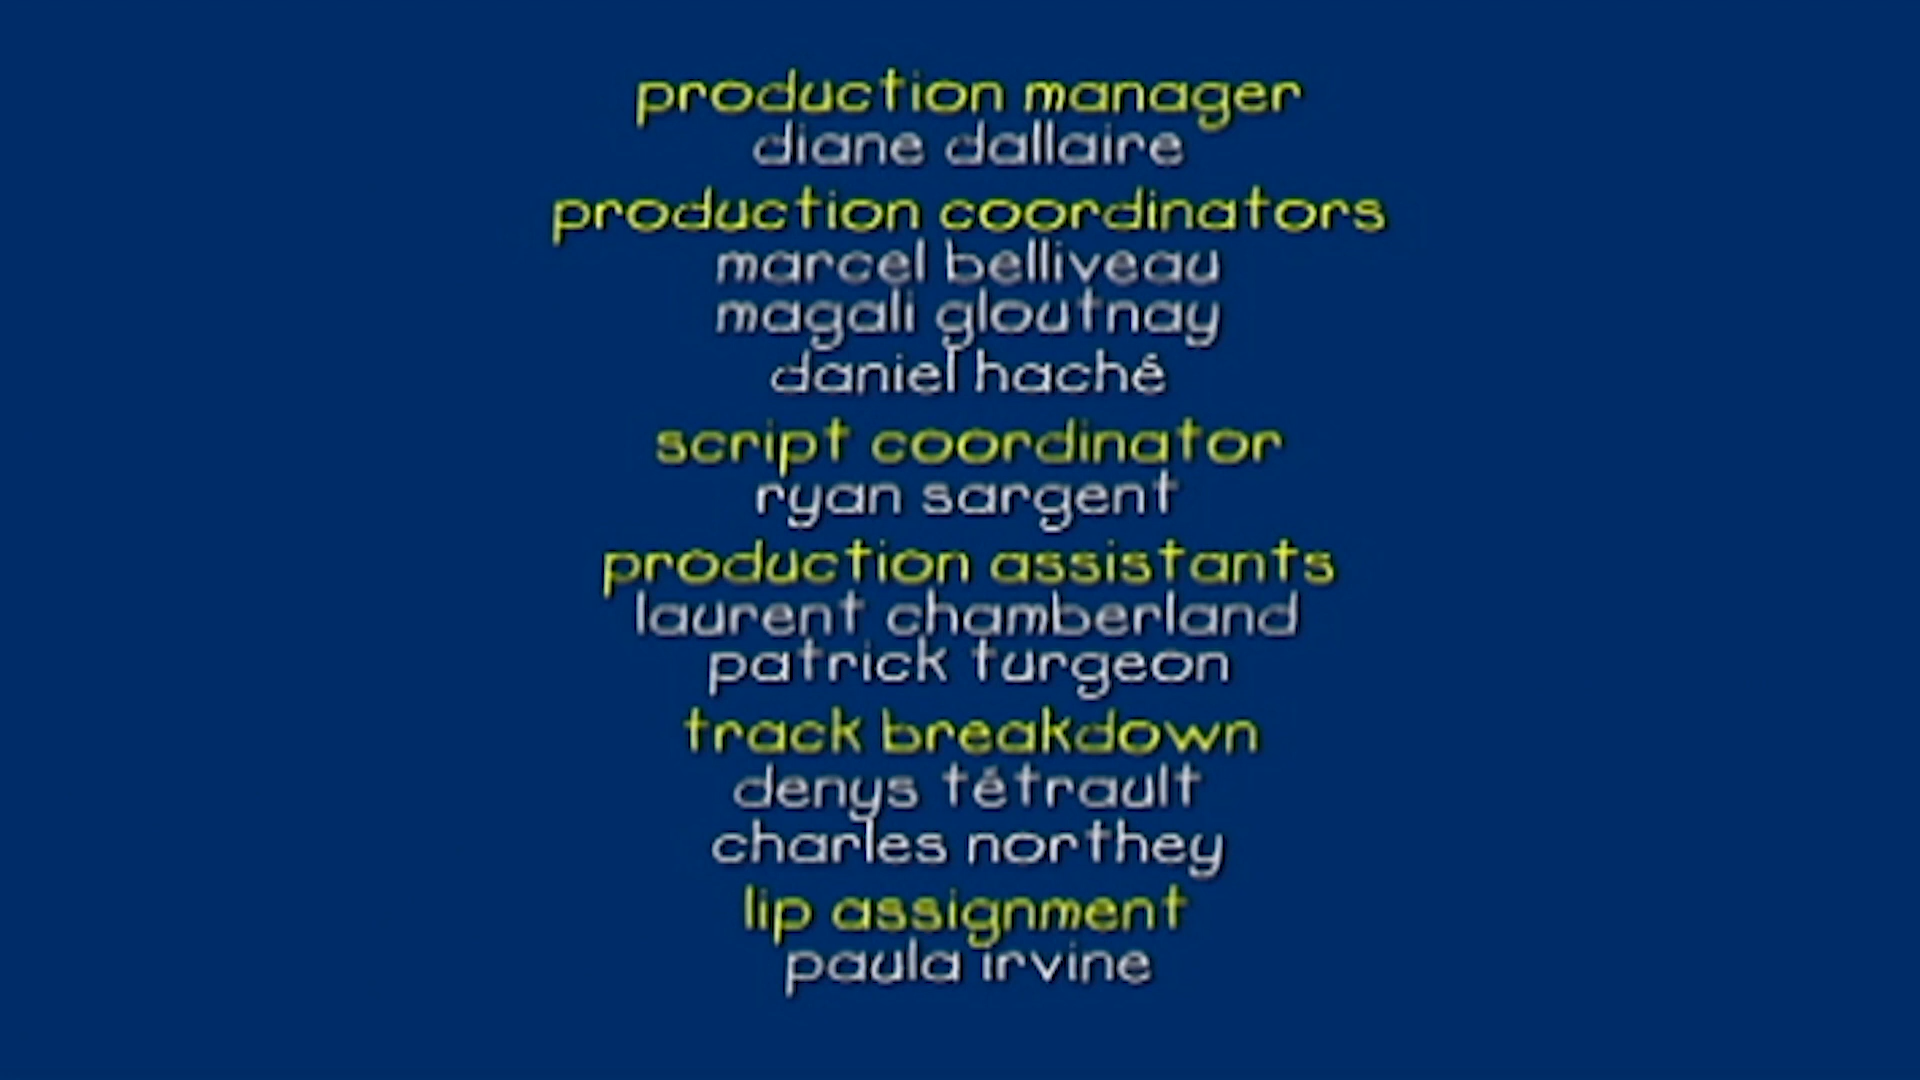 production manager
diane dallaire
production coordinators
marcel belliveau
magali gloutnay
daniel haché
script coordinator
ryan sargent
production assistants
laurent chamberland
patrick turgeon
track breakdown
denys tétrault
charles northey
lip assignment
paula irvine